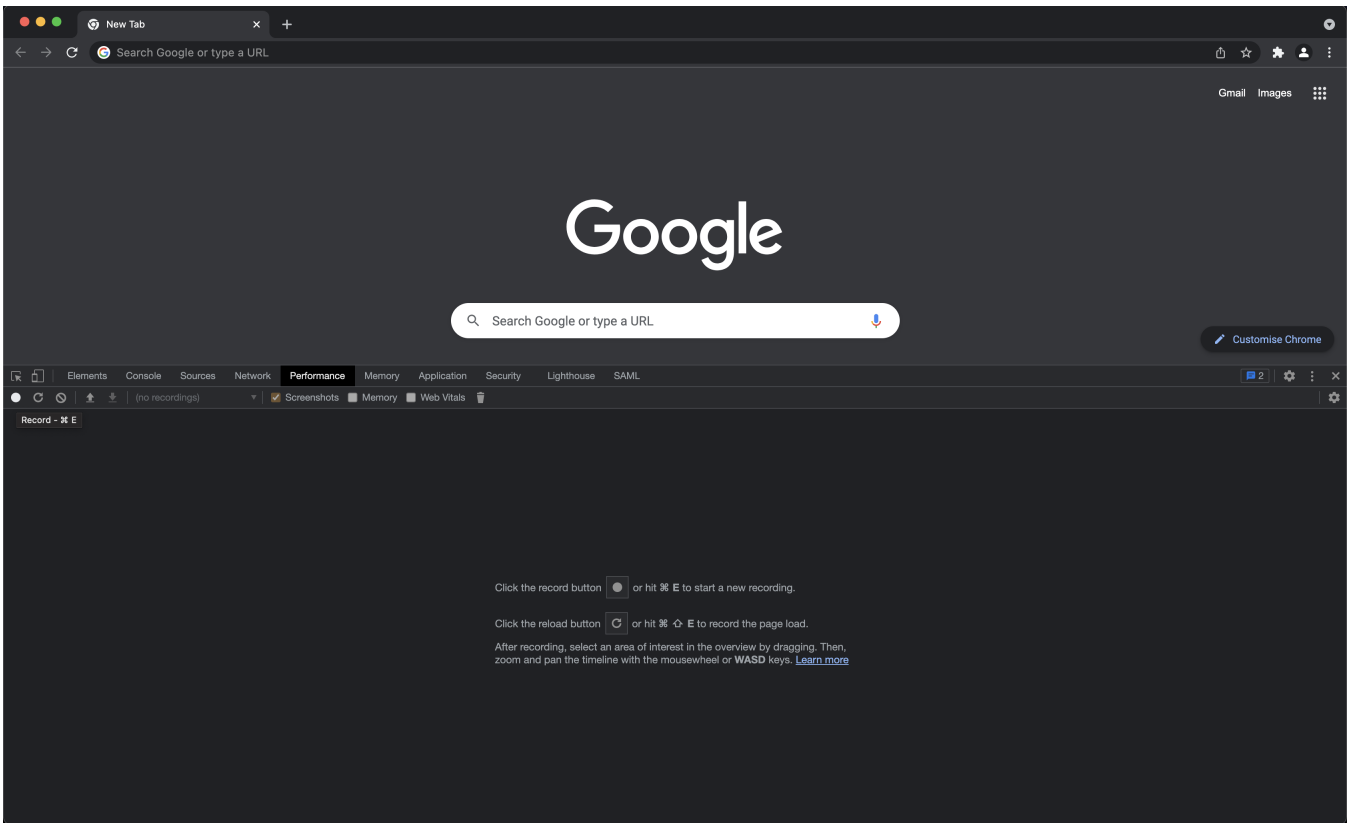 New Tab
Search Google or type a URL
Gmail Images
Google
Search Google or type a URL
Customise Chrome
Elements Console Sources Network Performance Memory Application Security Lighthouse SAML 2
(no recordings) Screenshots Memory Web Vitals
Record - ⌘ E
Click the record button or hit ⌘ E to start a new recording.
Click the reload button or hit ⌘ ⇧ E to record the page load.
After recording, select an area of interest in the overview by dragging. Then,
zoom and pan the timeline with the mousewheel or WASD keys. Learn more